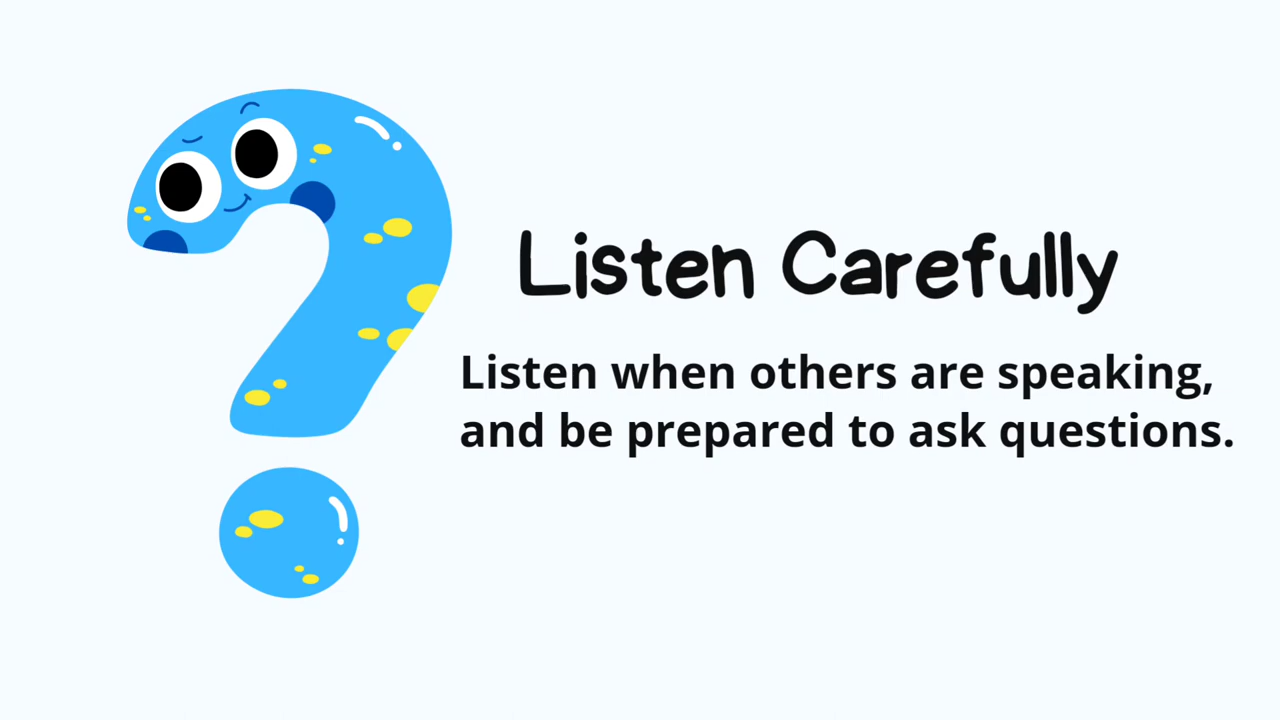 Listen Carefully
Listen when others are speaking,
and be prepared to ask questions.